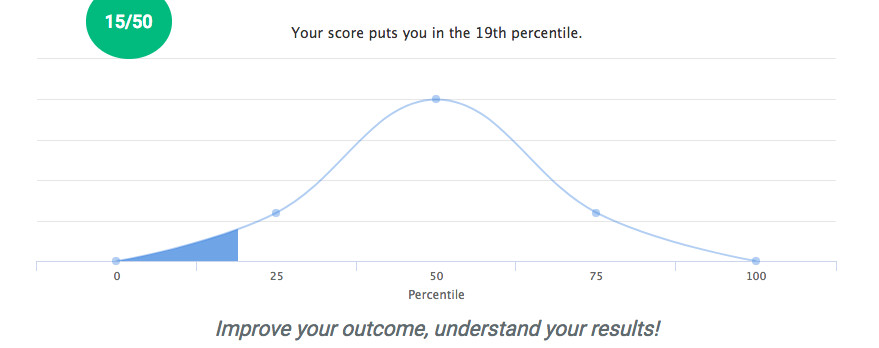 15/50
Your score puts you in the 19th percentile.
0 25 50 75 100
Percentile
Improve your outcome, understand your results!